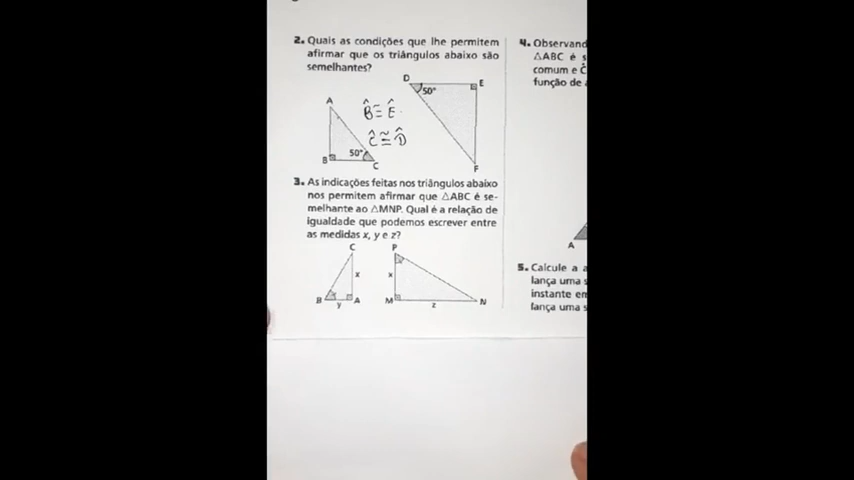 2. Quais as condições que lhe permitem
afirmar que os triângulos abaixo são
semelhantes?
D
E
50°
A
B̂ ≅ Ê
Ĉ ≅ D̂
50°
B
C
F
3. As indicações feitas nos triângulos abaixo
nos permitem afirmar que △ABC é se-
melhante ao △MNP. Qual é a relação de
igualdade que podemos escrever entre
as medidas x, y e z?
C
P
x
x
B
A
M
N
y
z
4. Observand
△ABC é s
comum e Ĉ
função de
A
5. Calcule a a
lança uma s
instante em
lança uma s